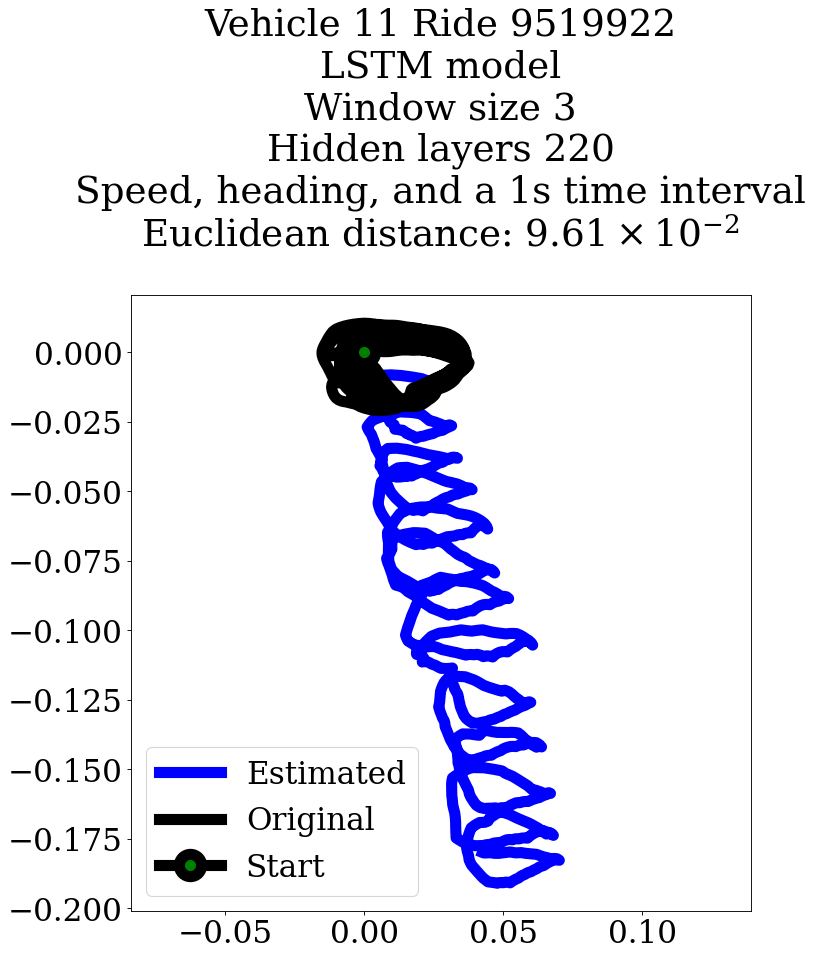 Vehicle 11 Ride 9519922
LSTM model
Window size 3
Hidden layers 220
Speed, heading, and a 1s time interval
Euclidean distance: 9.61 × 10⁻²
0.000
−0.025
−0.050
−0.075
−0.100
−0.125
−0.150
−0.175
−0.200
Estimated
Original
Start
−0.05
0.00
0.05
0.10